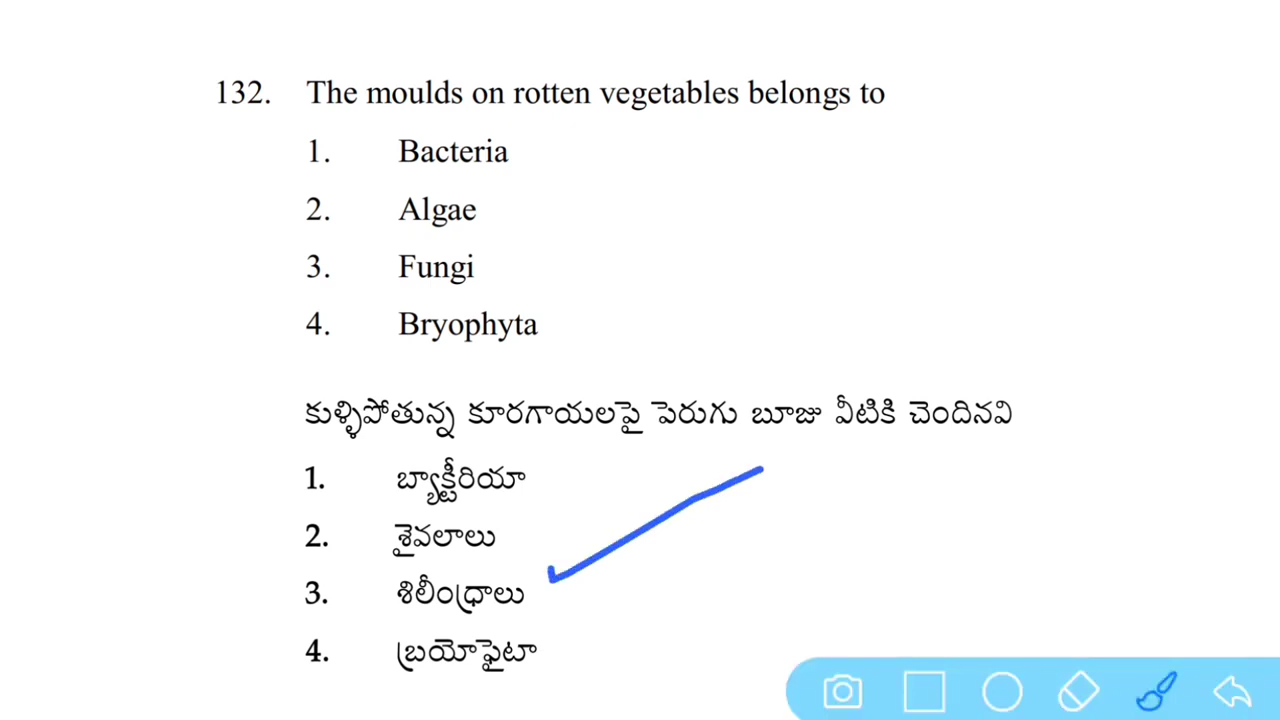 132. The moulds on rotten vegetables belongs to
1. Bacteria
2. Algae
3. Fungi
4. Bryophyta
కుళ్ళిపోతున్న కూరగాయలపై పెరుగు బూజు వీటికి చెందినవి
1. బ్యాక్టీరియా
2. శైవలాలు
3. శిలీంధ్రాలు
4. బ్రయోఫైటా